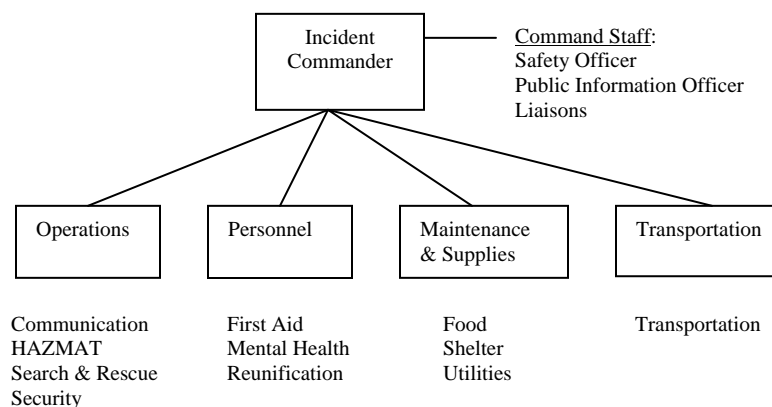 Incident
Commander
Command Staff:
Safety Officer
Public Information Officer
Liaisons
Operations
Personnel
Maintenance
& Supplies
Transportation
Communication
HAZMAT
Search & Rescue
Security
First Aid
Mental Health
Reunification
Food
Shelter
Utilities
Transportation